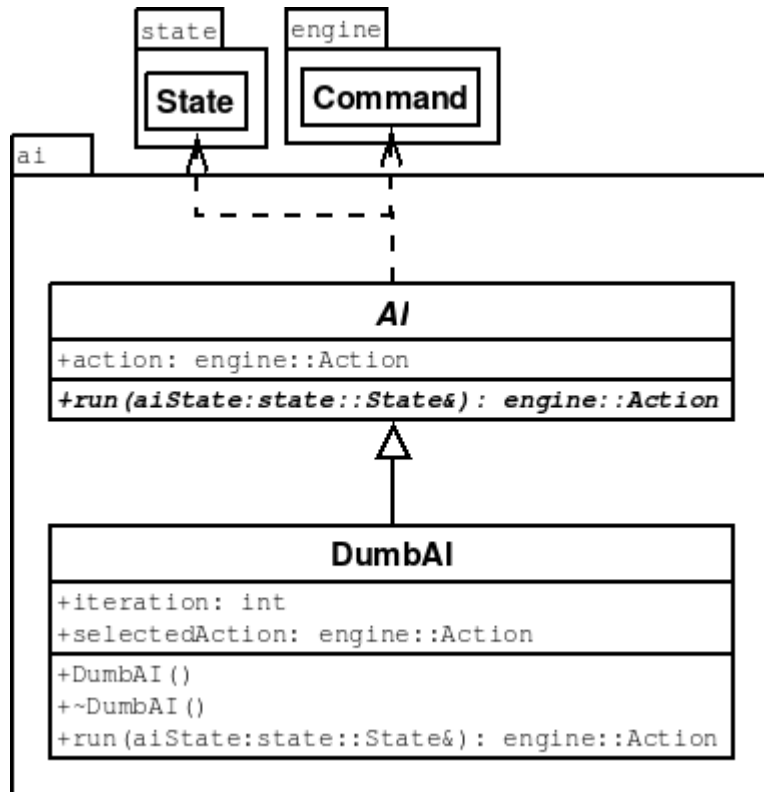 state
engine
State
Command
ai
AI
+action: engine::Action
+run(aiState:state::State&): engine::Action
DumbAI
+iteration: int
+selectedAction: engine::Action
+DumbAI()
+~DumbAI()
+run(aiState:state::State&): engine::Action